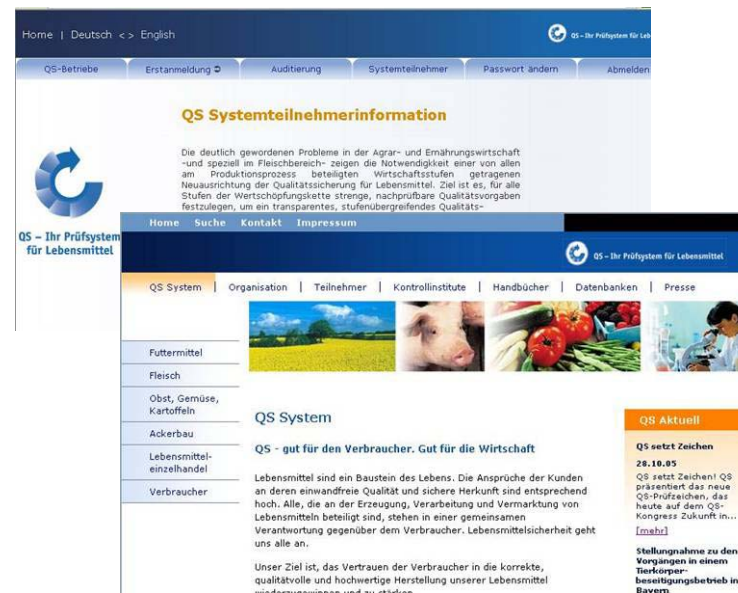 Home | Deutsch <> English
QS – Ihr Prüfsystem für Leb
QS-Betriebe
Erstanmeldung
Auditierung
Systemteilnehmer
Passwort ändern
Abmelden
QS Systemteilnehmerinformation
Die deutlich gewordenen Probleme in der Agrar- und Ernährungswirtschaft
-und speziell im Fleischbereich- zeigen die Notwendigkeit einer von allen
am Produktionsprozess beteiligten Wirtschaftsstufen getragenen
Neuausrichtung der Qualitätssicherung für Lebensmittel. Ziel ist es, für alle
Stufen der Wertschöpfungskette strenge, nachprüfbare Qualitätsvorgaben
festzulegen, um ein transparentes, stufenübergreifendes Qualitäts-
QS – Ihr Prüfsystem
für Lebensmittel
Home Suche Kontakt Impressum
QS – Ihr Prüfsystem für Lebensmittel
QS System | Organisation | Teilnehmer | Kontrollinstitute | Handbücher | Datenbanken | Presse
Futtermittel
Fleisch
Obst, Gemüse,
Kartoffeln
Ackerbau
Lebensmittel-
einzelhandel
Verbraucher
QS System
QS - gut für den Verbraucher. Gut für die Wirtschaft
Lebensmittel sind ein Baustein des Lebens. Die Ansprüche der Kunden
an deren einwandfreie Qualität und sichere Herkunft sind entsprechend
hoch. Alle, die an der Erzeugung, Verarbeitung und Vermarktung von
Lebensmitteln beteiligt sind, stehen in einer gemeinsamen
Verantwortung gegenüber dem Verbraucher. Lebensmittelsicherheit geht
uns alle an.
Unser Ziel ist, das Vertrauen der Verbraucher in die korrekte,
qualitätvolle und hochwertige Herstellung unserer Lebensmittel
wiederzugewinnen und zu stärken
QS Aktuell
QS setzt Zeichen
28.10.05
QS setzt Zeichen! QS
präsentiert das neue
QS-Prüfzeichen, das
heute auf dem QS-
Kongress Zukunft in...
[mehr]
Stellungnahme zu den
Vorgängen in einem
Tierkörper-
beseitigungsbetrieb in
Bayern